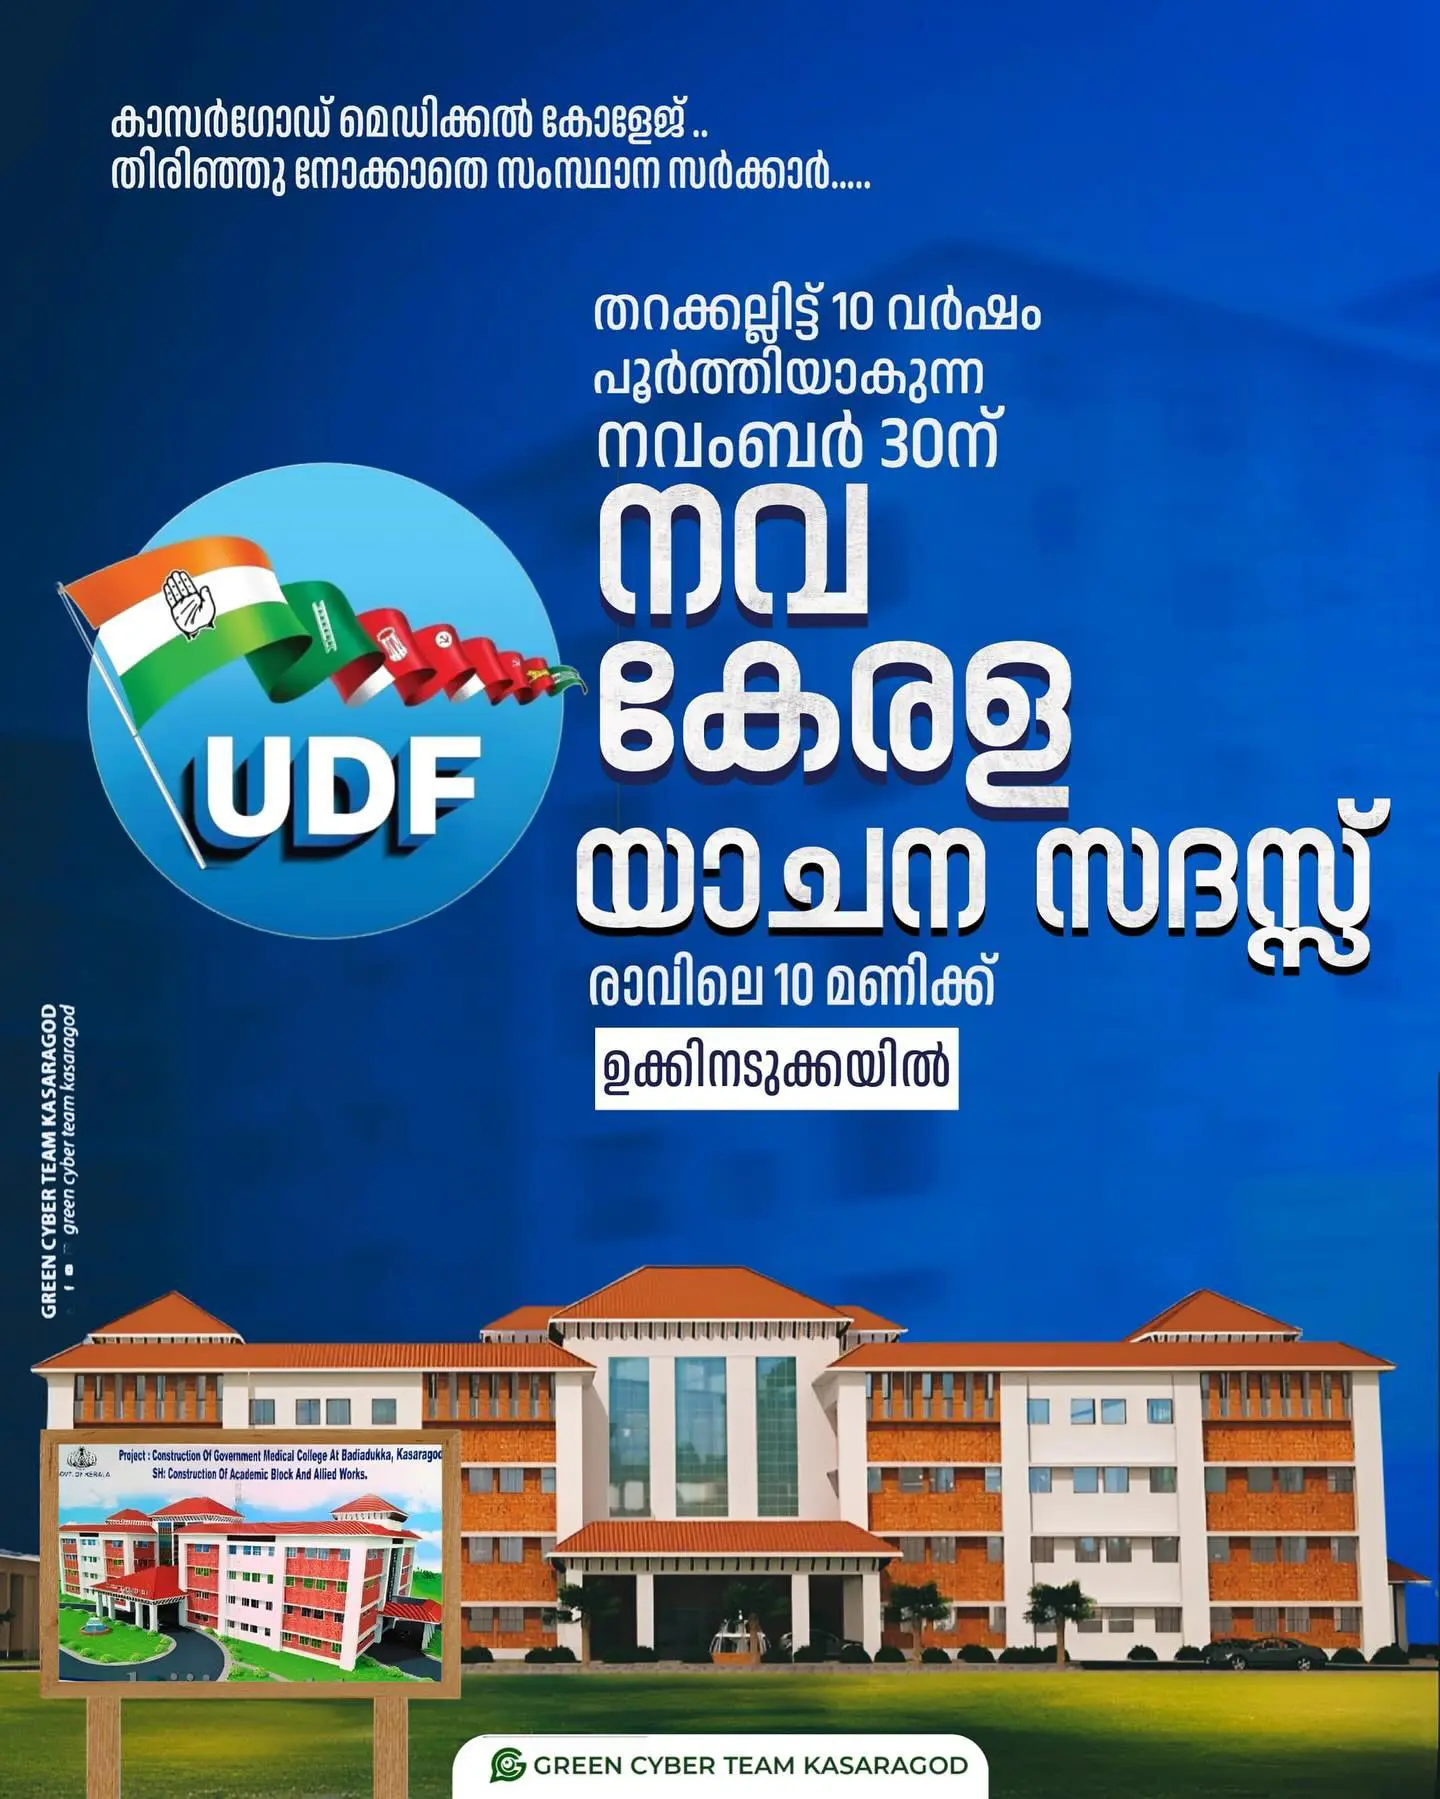 കാസർഗോഡ് മെഡിക്കൽ കോളേജ് ..
തിരിഞ്ഞു നോക്കാതെ സംസ്ഥാന സർക്കാർ.....
തറക്കല്ലിട്ട് 10 വർഷം
പൂർത്തിയാകുന്ന
നവംബർ 30ന്
നവ
കേരള
യാചന സദസ്സ്
രാവിലെ 10 മണിക്ക്
ഉക്കിനടുക്കയിൽ
UDF
GREEN CYBER TEAM KASARAGOD
green cyber team kasaragod
Project : Construction Of Government Medical College At Badiadukka, Kasaragod
SH: Construction Of Academic Block And Allied Works.
GREEN CYBER TEAM KASARAGOD